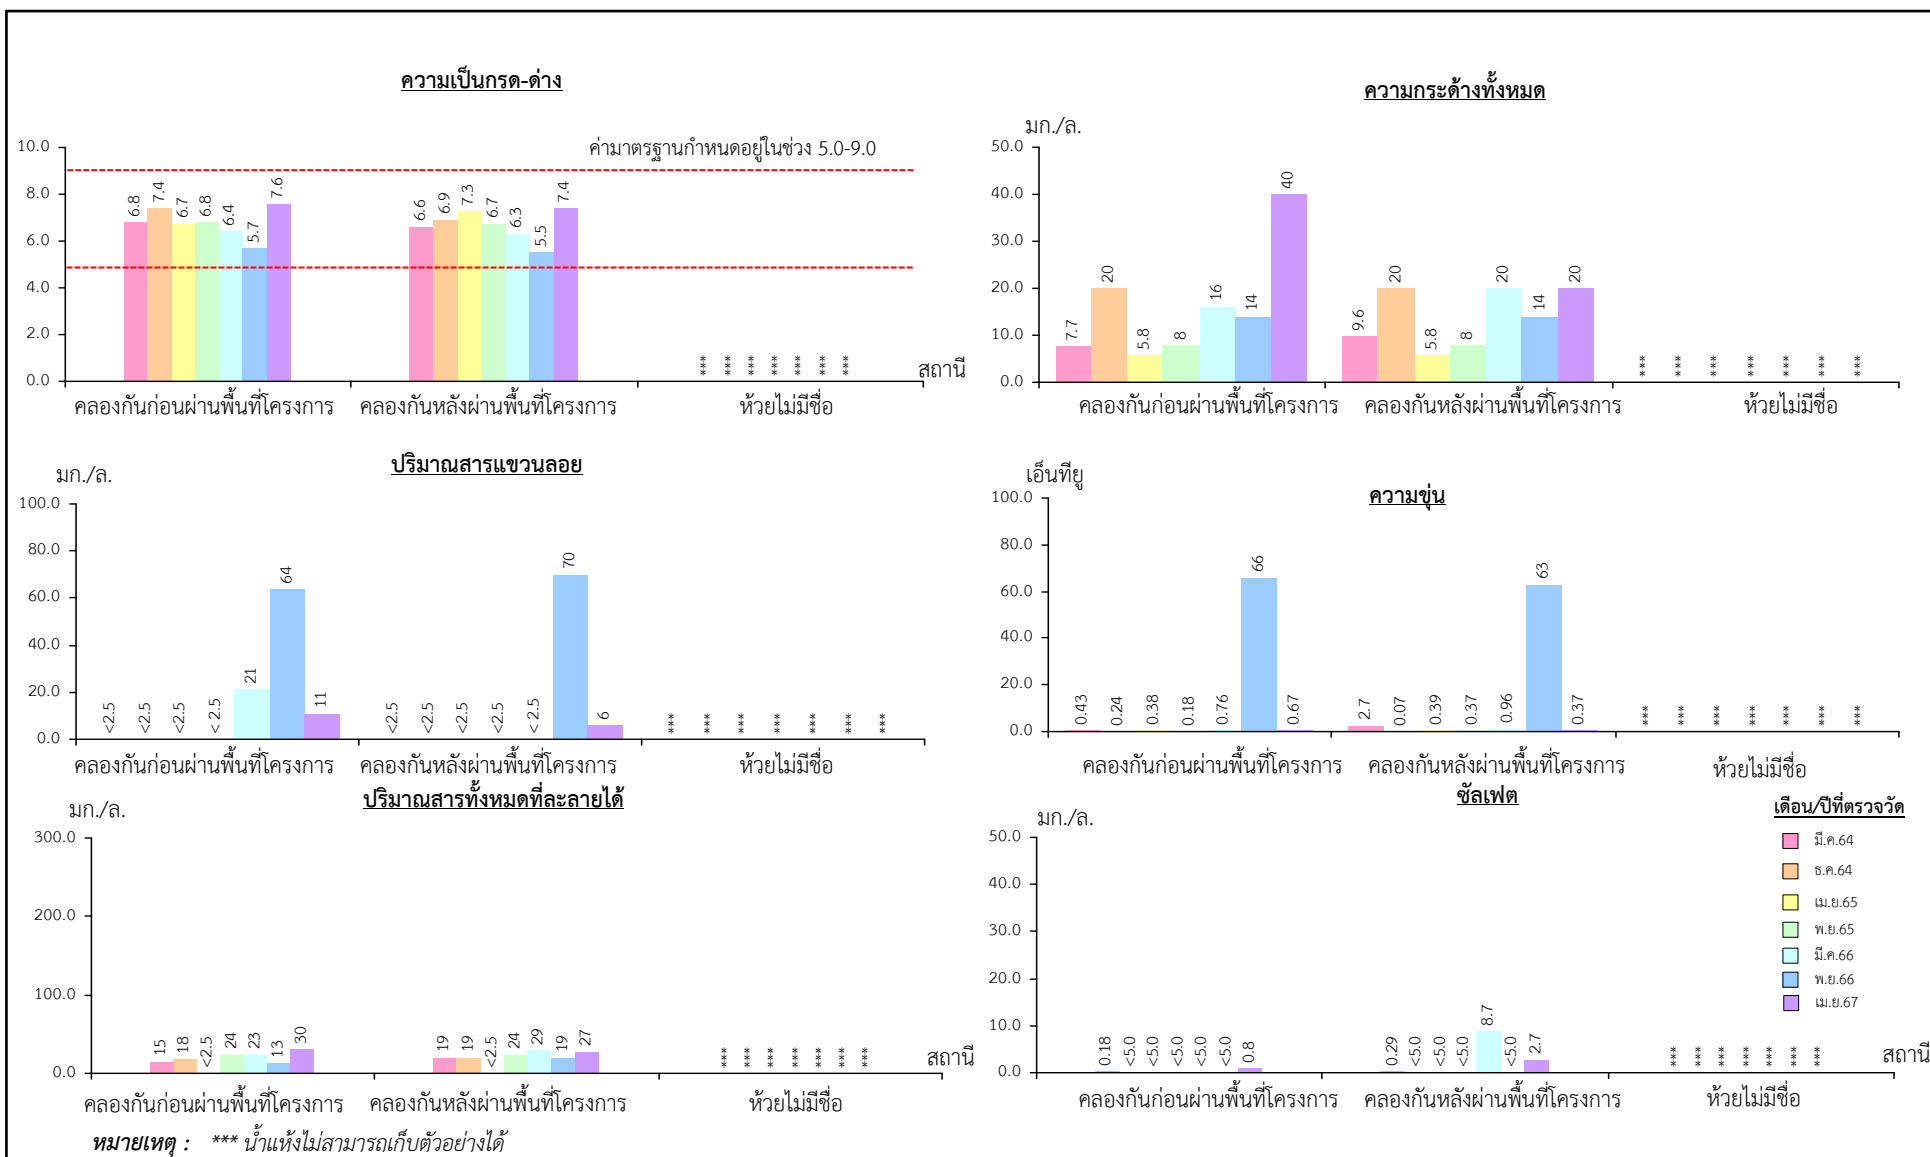 ความเป็นกรด-ด่าง
10.0
8.0
6.0
4.0
2.0
0.0
ค่ามาตรฐานกำหนดอยู่ในช่วง 5.0-9.0
6.8 7.4 6.7 6.8 6.4 5.7 7.6
6.6 6.9 7.3 6.7 6.3 5.5 7.4
*** *** *** *** *** *** ***
สถานี
คลองกันก่อนผ่านพื้นที่โครงการ คลองกันหลังผ่านพื้นที่โครงการ ห้วยไม่มีชื่อ
ความกระด้างทั้งหมด
มก./ล.
50.0
40.0
30.0
20.0
10.0
0.0
7.7 20 5.8 8 16 14 40
9.6 20 5.8 8 20 14 20
*** *** *** *** *** *** ***
คลองกันก่อนผ่านพื้นที่โครงการ คลองกันหลังผ่านพื้นที่โครงการ ห้วยไม่มีชื่อ
ปริมาณสารแขวนลอย
มก./ล.
100.0
80.0
60.0
40.0
20.0
0.0
<2.5 <2.5 <2.5 < 2.5 21 64 11
<2.5 <2.5 <2.5 <2.5 < 2.5 70 6
*** *** *** *** *** *** ***
คลองกันก่อนผ่านพื้นที่โครงการ คลองกันหลังผ่านพื้นที่โครงการ ห้วยไม่มีชื่อ
ความขุ่น
เอ็นทียู
100.0
80.0
60.0
40.0
20.0
0.0
0.43 0.24 0.38 0.18 0.76 66 0.67
2.7 0.07 0.39 0.37 0.96 63 0.37
*** *** *** *** *** *** ***
คลองกันก่อนผ่านพื้นที่โครงการ คลองกันหลังผ่านพื้นที่โครงการ ห้วยไม่มีชื่อ
ปริมาณสารทั้งหมดที่ละลายได้
มก./ล.
300.0
200.0
100.0
0.0
15 18 <2.5 24 23 13 30
19 19 <2.5 24 29 19 27
*** *** *** *** *** *** ***
สถานี
คลองกันก่อนผ่านพื้นที่โครงการ คลองกันหลังผ่านพื้นที่โครงการ ห้วยไม่มีชื่อ
ซัลเฟต
มก./ล.
50.0
40.0
30.0
20.0
10.0
0.0
0.18 <5.0 <5.0 <5.0 <5.0 <5.0 0.8
0.29 <5.0 <5.0 <5.0 8.7 <5.0 2.7
*** *** *** *** *** *** ***
สถานี
คลองกันก่อนผ่านพื้นที่โครงการ คลองกันหลังผ่านพื้นที่โครงการ ห้วยไม่มีชื่อ
เดือน/ปีที่ตรวจวัด
มี.ค.64
ธ.ค.64
เม.ย.65
พ.ย.65
มี.ค.66
พ.ย.66
เม.ย.67
หมายเหตุ : *** น้ำแห้งไม่สามารถเก็บตัวอย่างได้